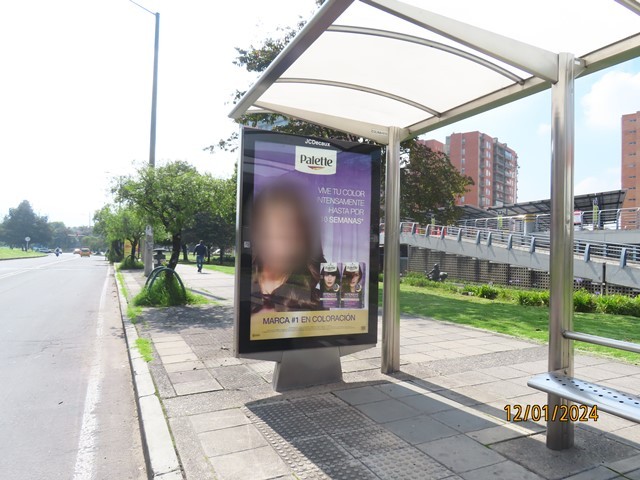 JCDecaux
Palette
VIVE TU COLOR
INTENSAMENTE
HASTA POR
SEMANAS*
MARCA #1 EN COLORACIÓN
12/01/2024